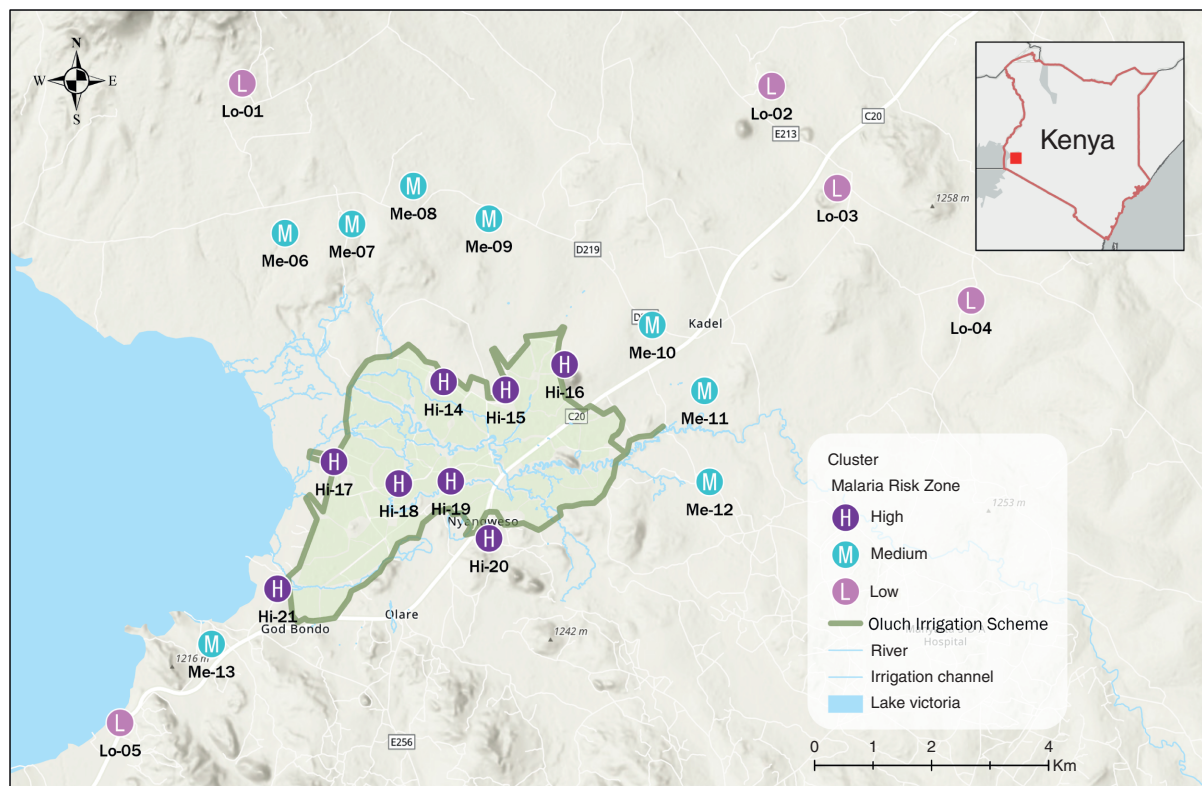 N
W
E
S
L
Lo-01
L
Lo-02
E213
C20
Kenya
L
Lo-03
1258 m
M
Me-08
M
Me-07
M
Me-09
M
Me-06
D219
L
Lo-04
M
Me-10
Kadel
H
Hi-16
H
Hi-14
H
Hi-15
M
Me-11
C20
H
Hi-17
H
Hi-18
H
Hi-19
M
Me-12
Nyangweso
H
Hi-20
H
Hi-21
God Bondo
Olare
1242 m
M
Me-13
1216 m
L
Lo-05
E256
1253 m
Cluster
Malaria Risk Zone
H High
M Medium
L Low
Oluch Irrigation Scheme
Hospital
River
Irrigation channel
Lake victoria
0 1 2 4
Km